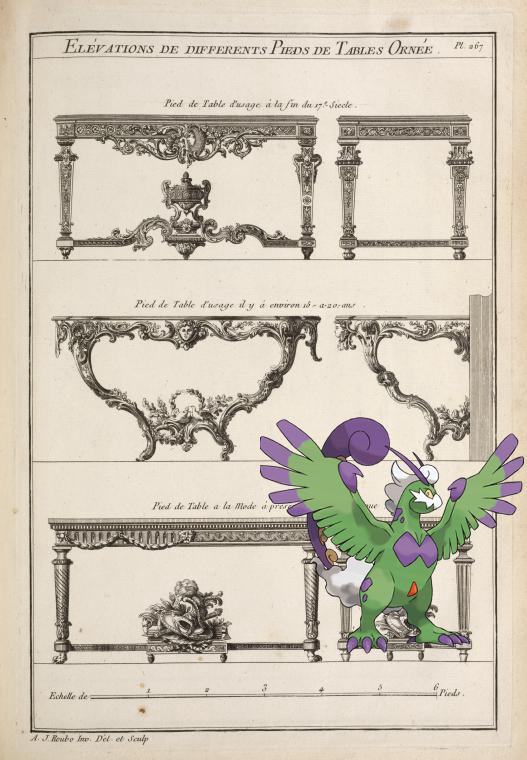 ELÉVATIONS DE DIFFERENTS PIEDS DE TABLES ORNÉE.
Pl. 267
Pied de Table d'usage à la fin du 17.e Siecle.
Pied de Table d'usage il y á environ 15-a-20-ans.
Pied de Table a la Mode a prese
ue
Echelle de
1 2 3 4 5 6 Pieds.
A. J. Roubo Inv. Del. et Sculp